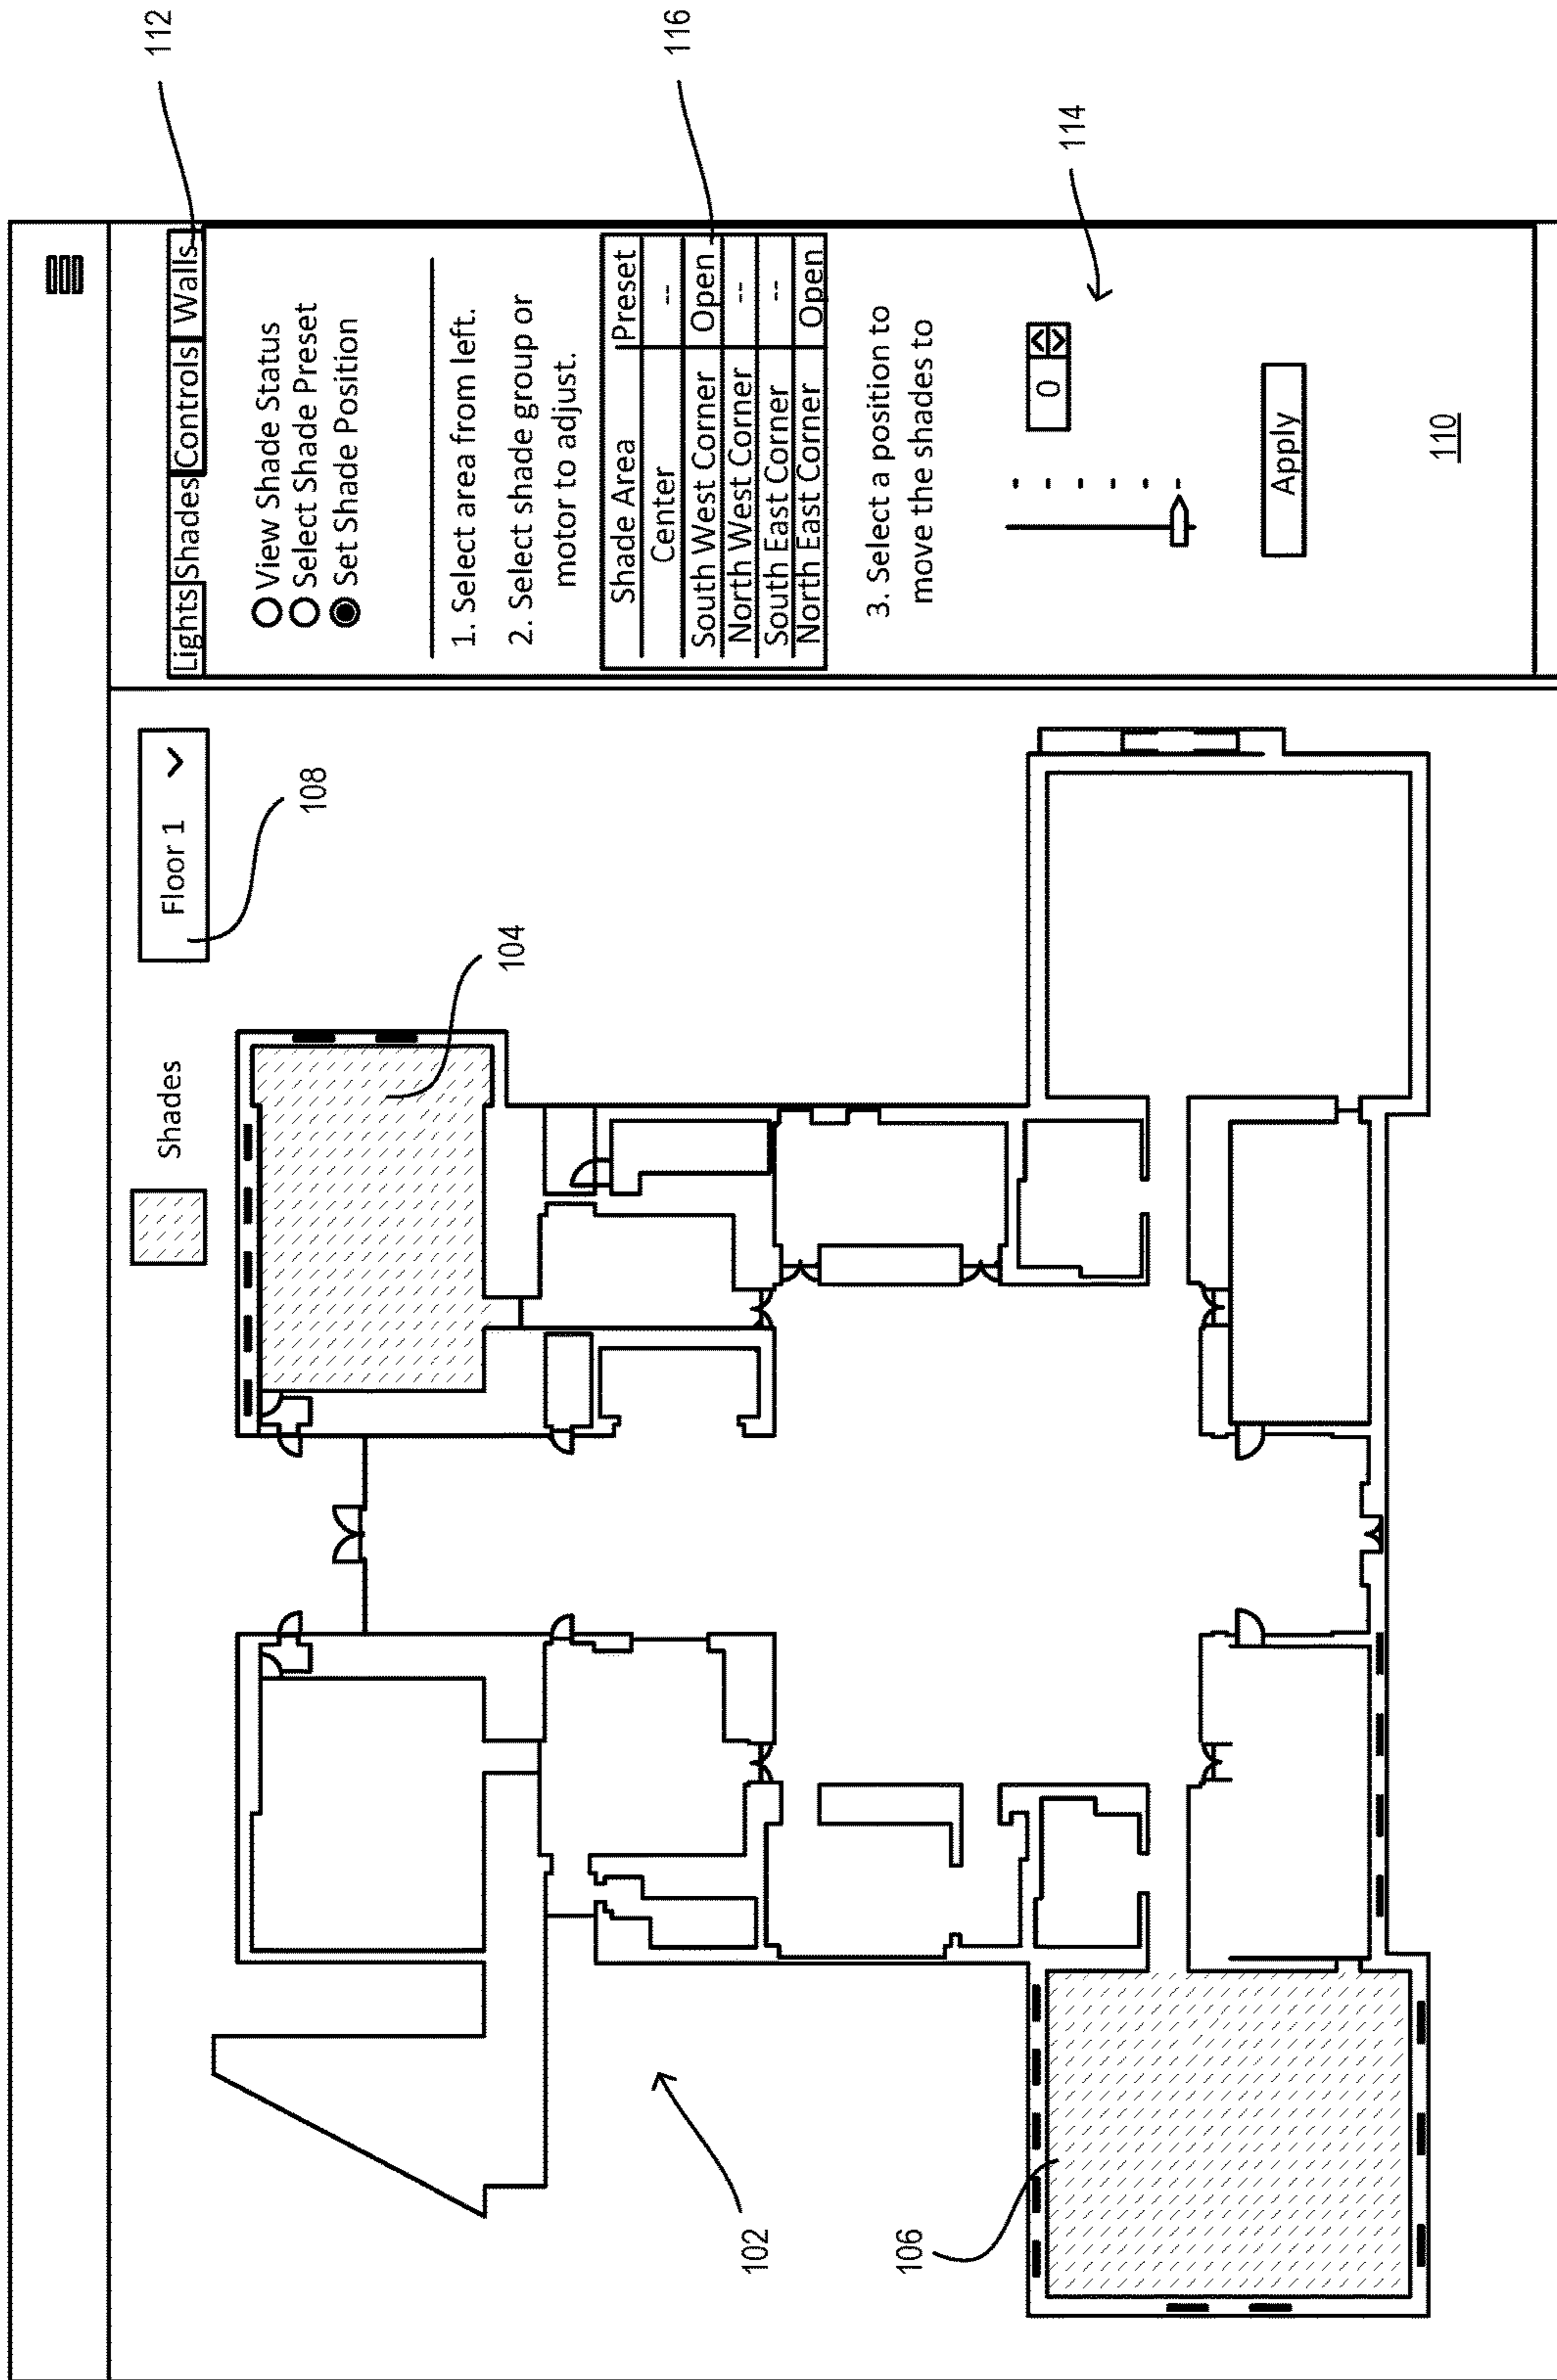 Shades
Floor 1
108
104
102
106
112
Lights Shades Controls Walls
View Shade Status
Select Shade Preset
Set Shade Position
1. Select area from left.
2. Select shade group or
motor to adjust.
Shade Area Preset
Center --
South West Corner Open
North West Corner --
South East Corner --
North East Corner Open
116
3. Select a position to
move the shades to
0
114
Apply
110